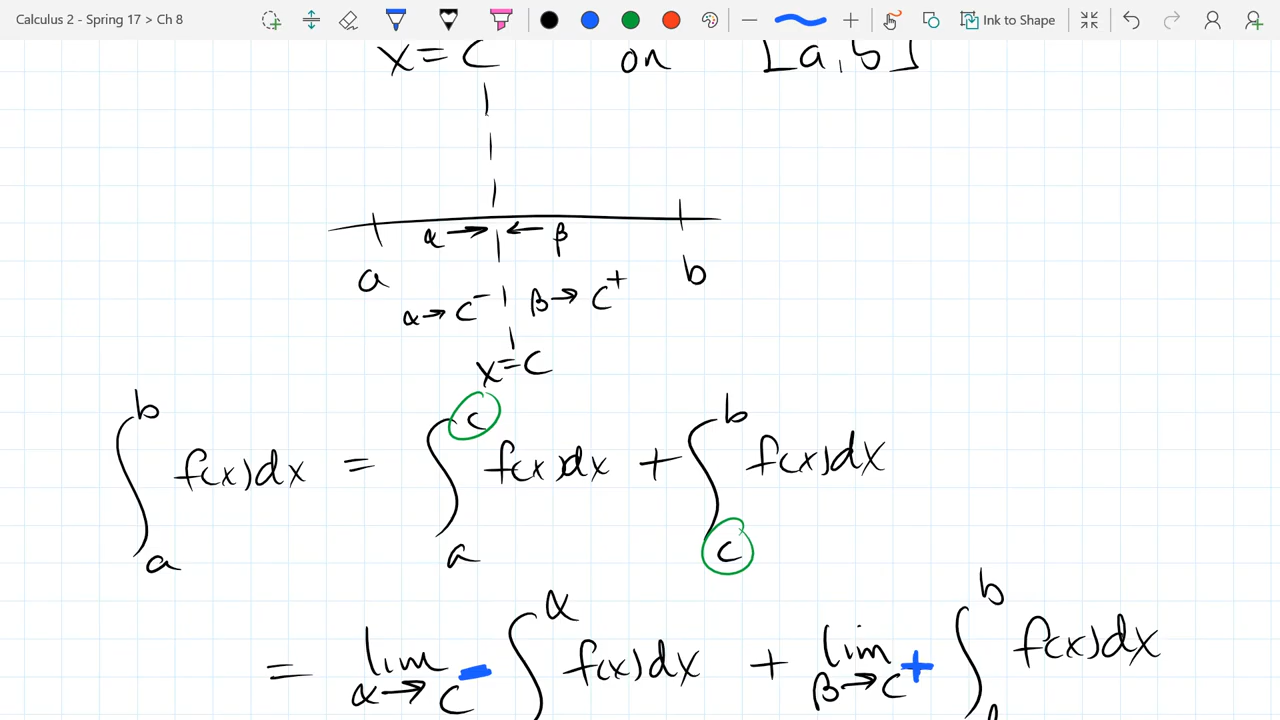 Calculus 2 - Spring 17 > Ch 8 Ink to Shape
x = C on [a, b]
α → ← β
a b
α → C⁻ β → C⁺
x = C
∫_a^b f(x)dx = ∫_a^c f(x)dx + ∫_c^b f(x)dx
= lim_{α → C⁻} ∫^α f(x)dx + lim_{β → C⁺} ∫^b f(x)dx